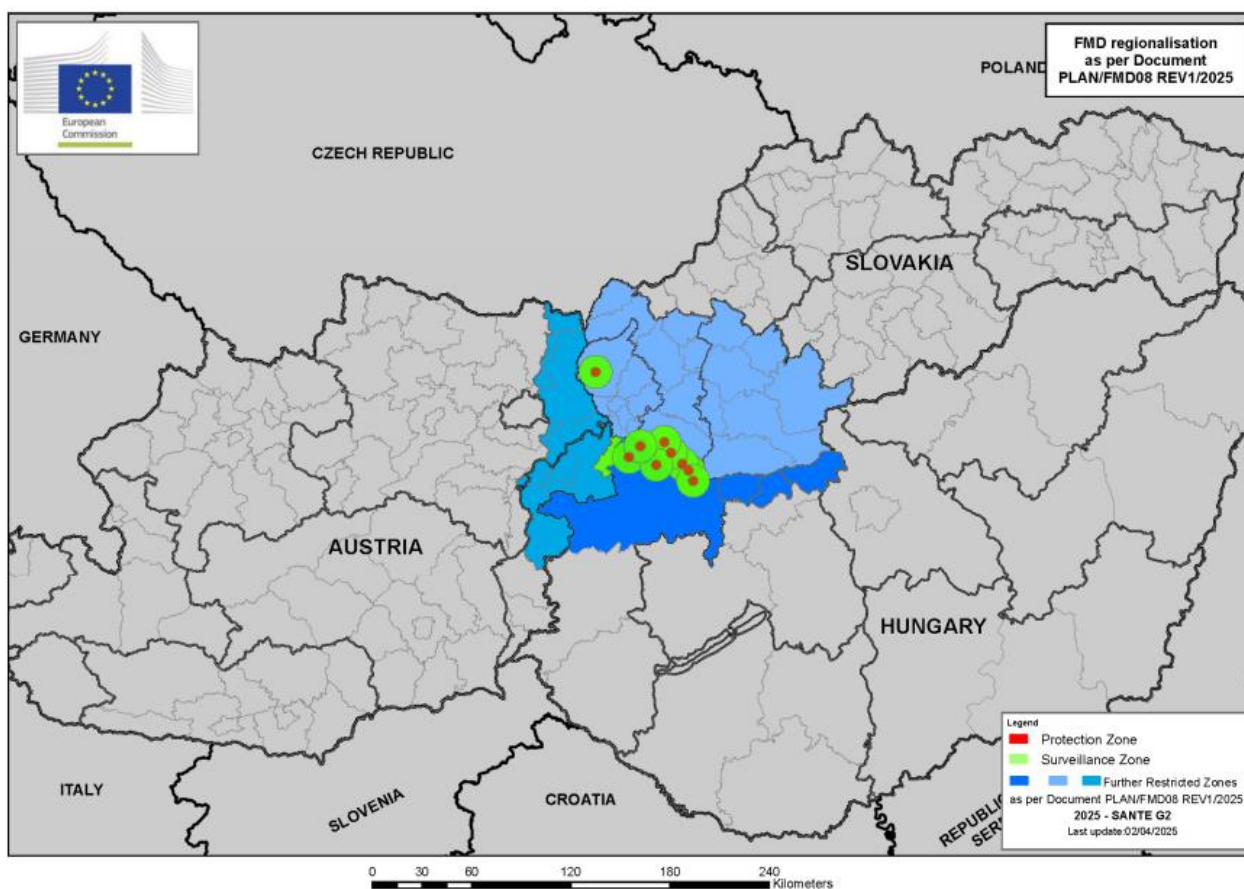 European
Commission
FMD regionalisation
as per Document
PLAN/FMD08 REV1/2025
POLAND
CZECH REPUBLIC
SLOVAKIA
GERMANY
AUSTRIA
HUNGARY
ITALY
SLOVENIA
CROATIA
Legend
Protection Zone
Surveillance Zone
Further Restricted Zones
as per Document PLAN/FMD08 REV1/2025
2025 - SANTE G2
Last update:02/04/2025
REPUBLIC
SER
0 30 60 120 180 240
Kilometers